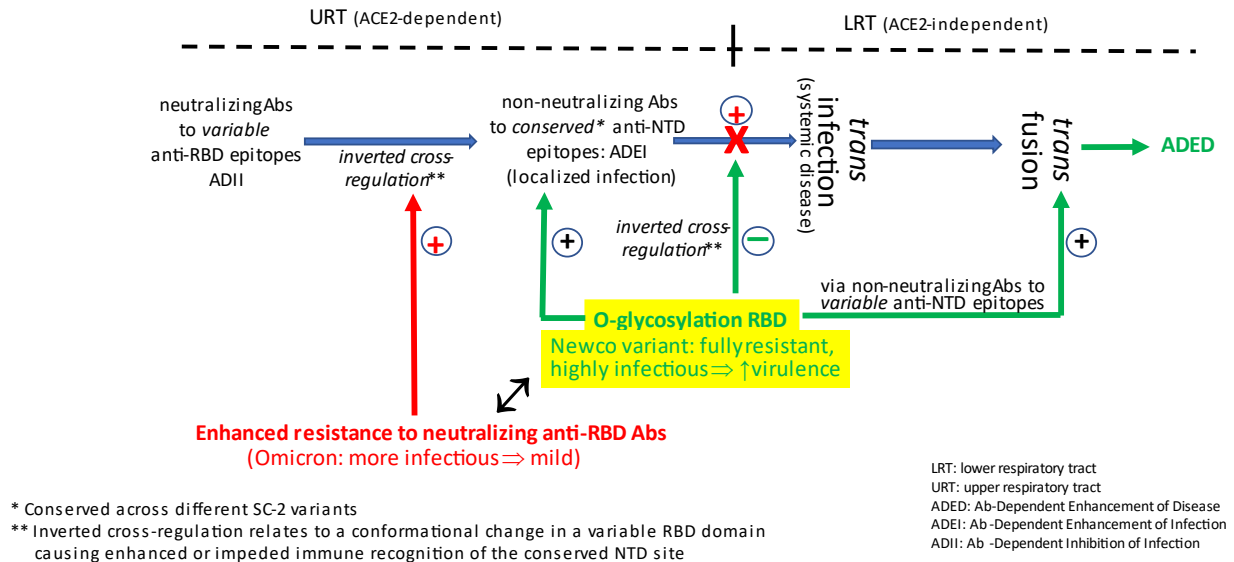 URT (ACE2-dependent)
LRT (ACE2-independent)
neutralizingAbs
to variable
anti-RBD epitopes
ADII
inverted cross-
regulation**
+
non-neutralizing Abs
to conserved* anti-NTD
epitopes: ADEI
(localized infection)
+
+
X
inverted cross-
regulation**
−
trans
infection
(systemic disease)
trans
fusion
ADED
+
via non-neutralizingAbs to
variable anti-NTD epitopes
O-glycosylation RBD
Newco variant: fullyresistant,
highly infectious⇒ ↑virulence
Enhanced resistance to neutralizing anti-RBD Abs
(Omicron: more infectious⇒ mild)
* Conserved across different SC-2 variants
** Inverted cross-regulation relates to a conformational change in a variable RBD domain
causing enhanced or impeded immune recognition of the conserved NTD site
LRT: lower respiratory tract
URT: upper respiratory tract
ADED: Ab-Dependent Enhancement of Disease
ADEI: Ab-Dependent Enhancement of Infection
ADII: Ab -Dependent Inhibition of Infection